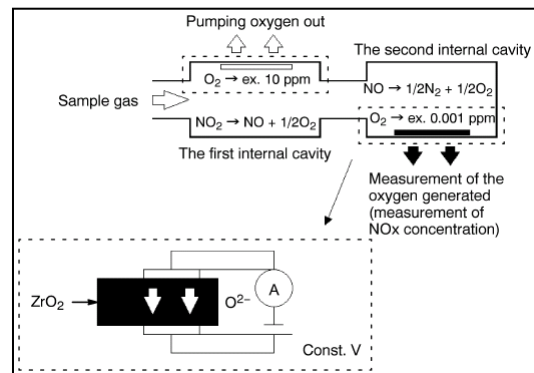 Pumping oxygen out
The second internal cavity
O₂ → ex. 10 ppm
NO → 1/2N₂ + 1/2O₂
Sample gas
NO₂ → NO + 1/2O₂
O₂ → ex. 0.001 ppm
The first internal cavity
Measurement of the
oxygen generated
(measurement of
NOx concentration)
A
ZrO₂
O²⁻
Const. V